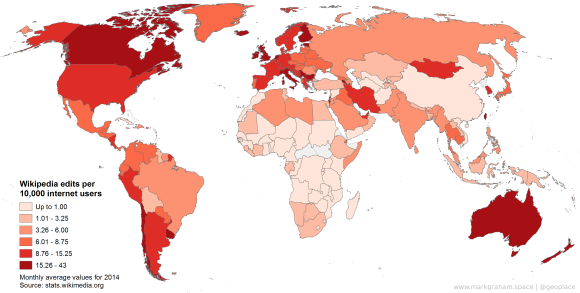 Wikipedia edits per
10,000 internet users
Up to 1.00
1.01 - 3.25
3.26 - 6.00
6.01 - 8.75
8.76 - 15.25
15.26 - 43
Monthly average values for 2014
Source: stats.wikimedia.org
www.markgraham.space | @geoplace